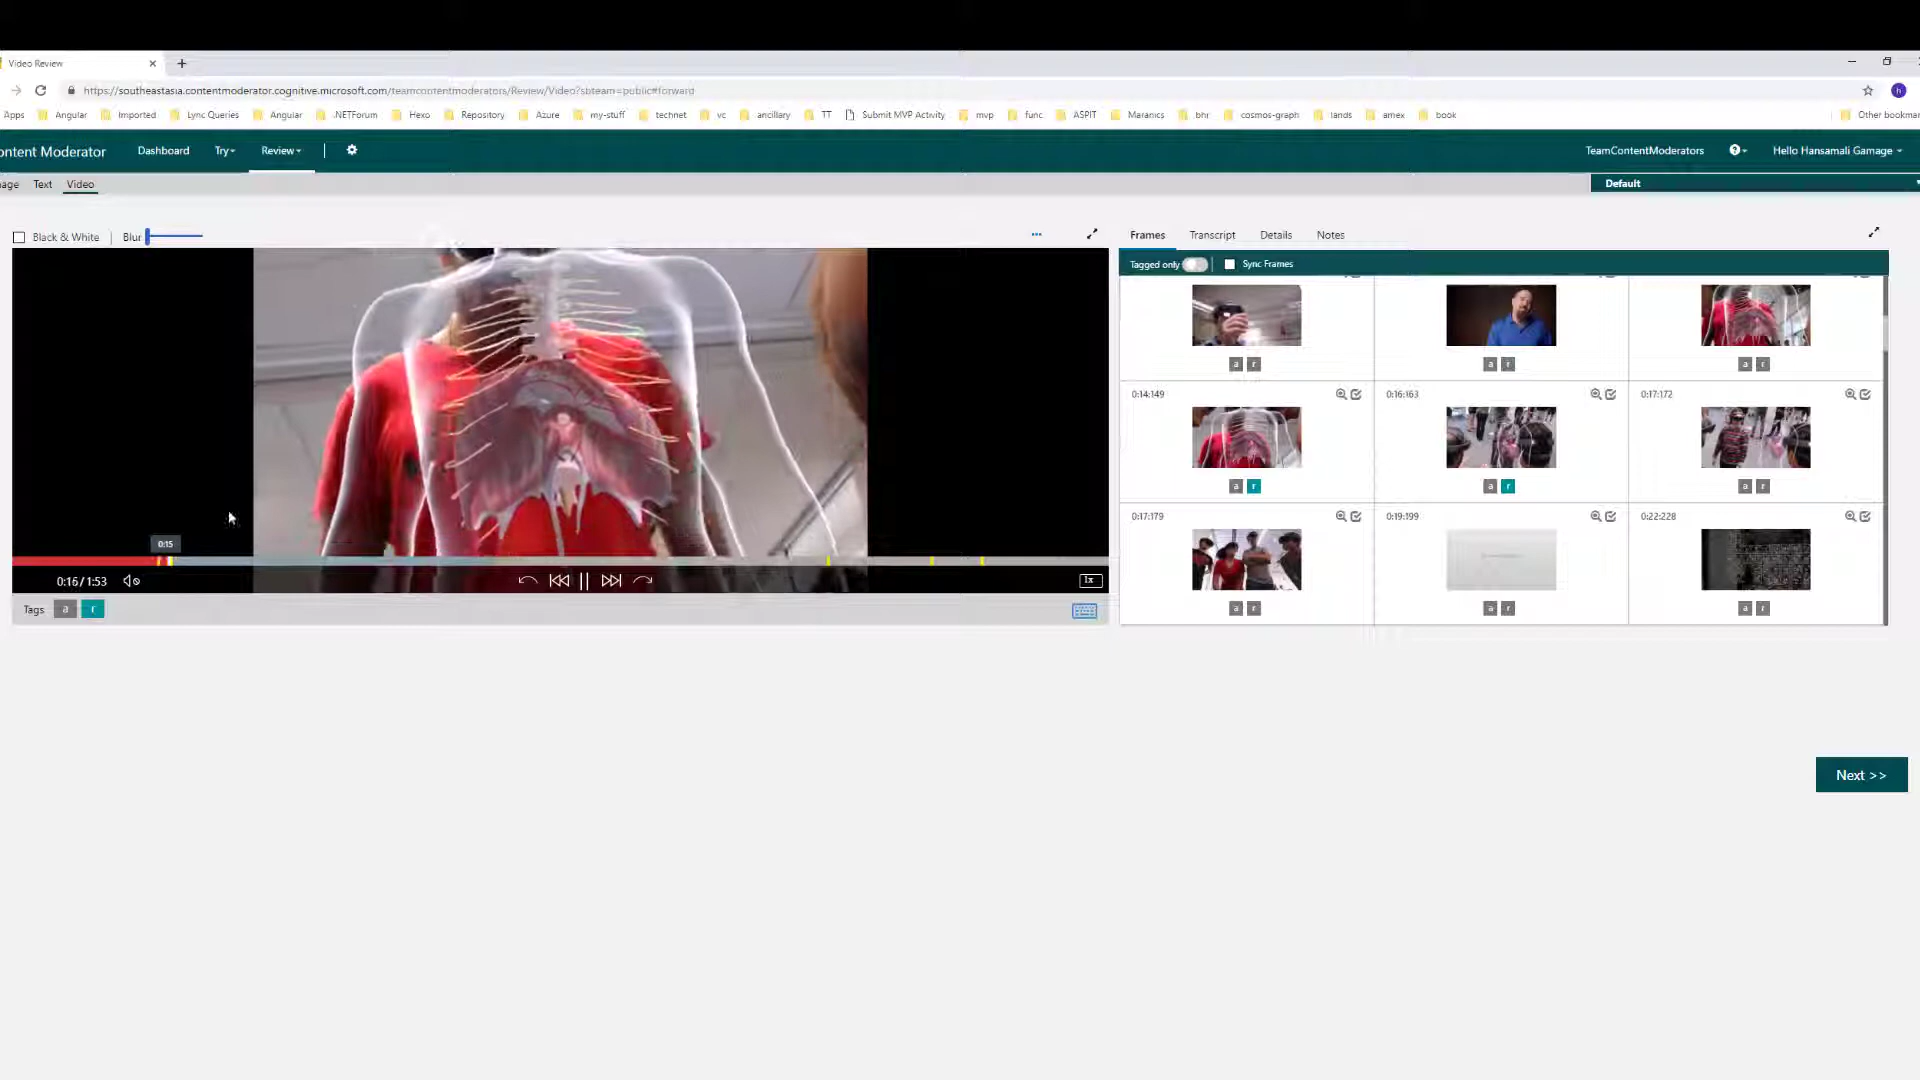 Video Review
https://southeastasia.contentmoderator.cognitive.microsoft.com/teamcontentmoderators/Review/Video?sbteam=public#forward
h
Apps Angular Imported Lync Queries Angular .NETForum Hexo Repository Azure my-stuff technet vc ancillary TT Submit MVP Activity mvp func ASPIT Maranics bhr cosmos-graph lands amex book Other bookmar
ontent Moderator Dashboard Try Review TeamContentModerators ? Hello Hansamali Gamage
nage Text Video Default
Black & White Blur ...
Frames Transcript Details Notes
Tagged only Sync Frames
a r a r a r
0:14:149 0:16:163 0:17:172
a r a r a r
0:17:179 0:19:199 0:22:228
a r a r a r
0:15
0:16 / 1:53 1x
Tags a r
Next >>